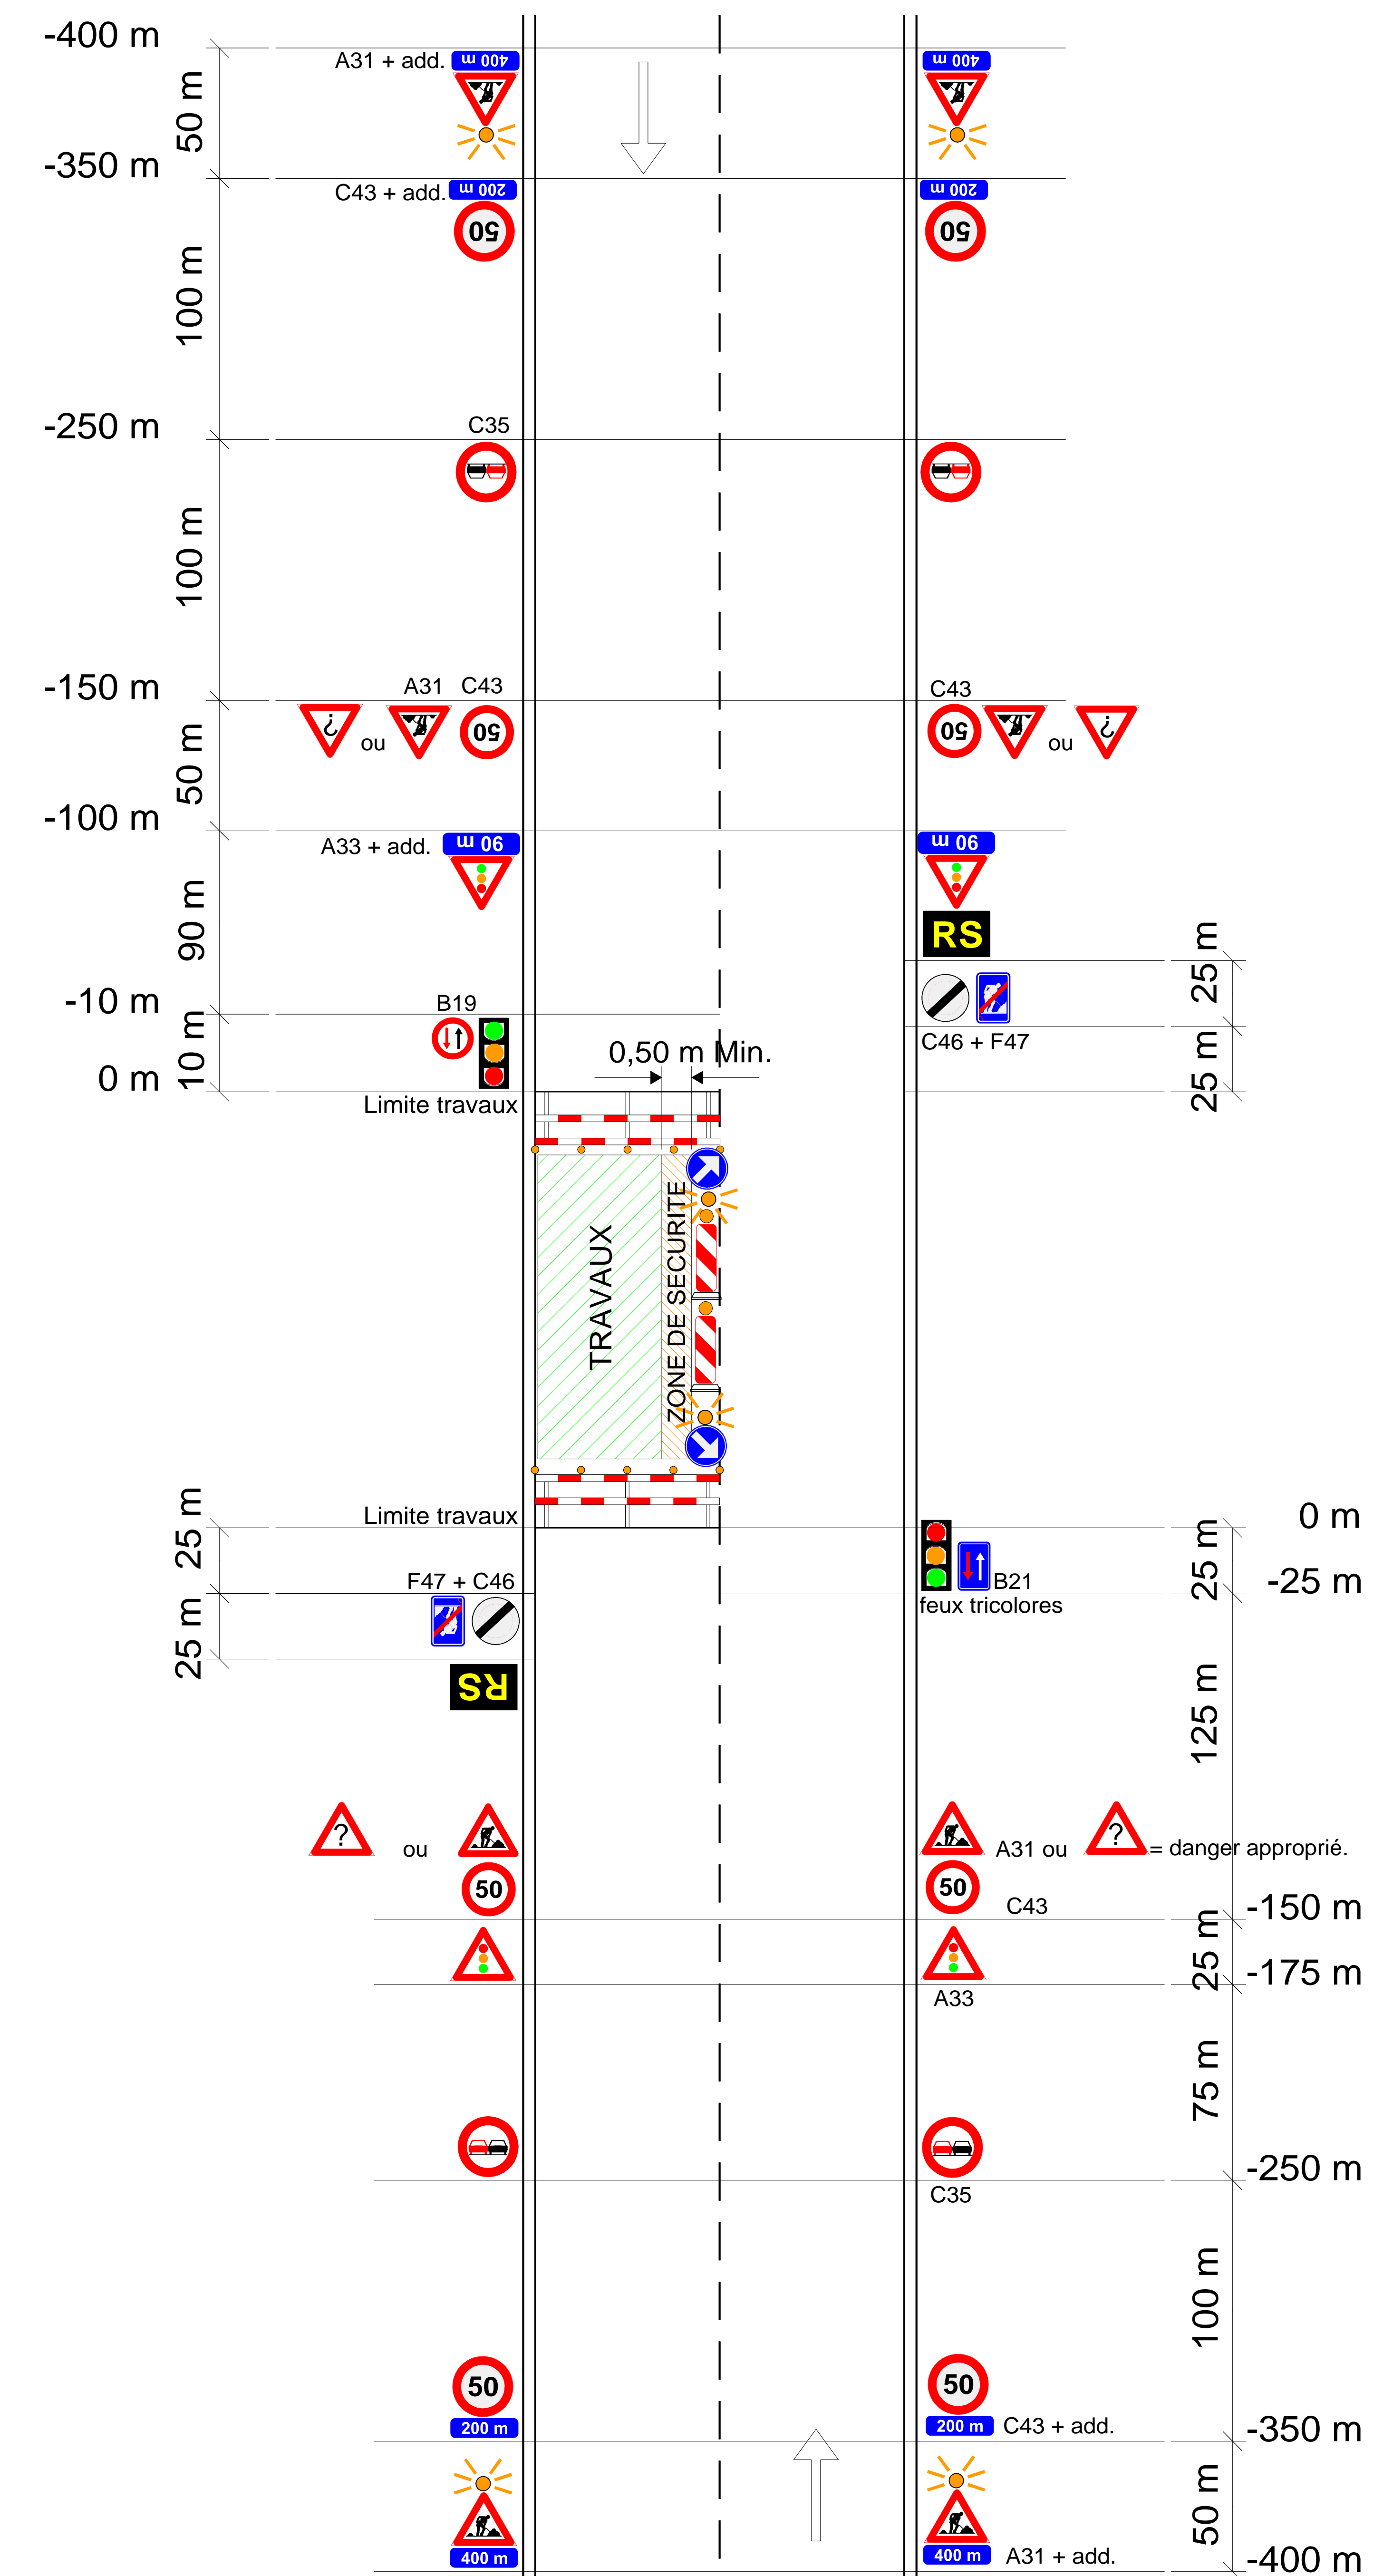 -400 m
A31 + add.
400 m
400 m
50 m
-350 m
C43 + add.
200 m
200 m
50
50
100 m
-250 m
C35
100 m
-150 m
A31
C43
C43
?
ou
50
50
ou
?
50 m
-100 m
A33 + add.
90 m
90 m
RS
90 m
25 m
-10 m
B19
C46 + F47
10 m
0,50 m Min.
25 m
0 m
Limite travaux
TRAVAUX
ZONE DE SECURITE
Limite travaux
0 m
25 m
25 m
F47 + C46
B21
-25 m
feux tricolores
25 m
RS
125 m
?
ou
A31 ou
?
= danger approprié.
50
50
C43
-150 m
25 m
-175 m
A33
75 m
-250 m
C35
100 m
50
50
200 m
200 m
C43 + add.
-350 m
50 m
400 m
400 m
A31 + add.
-400 m